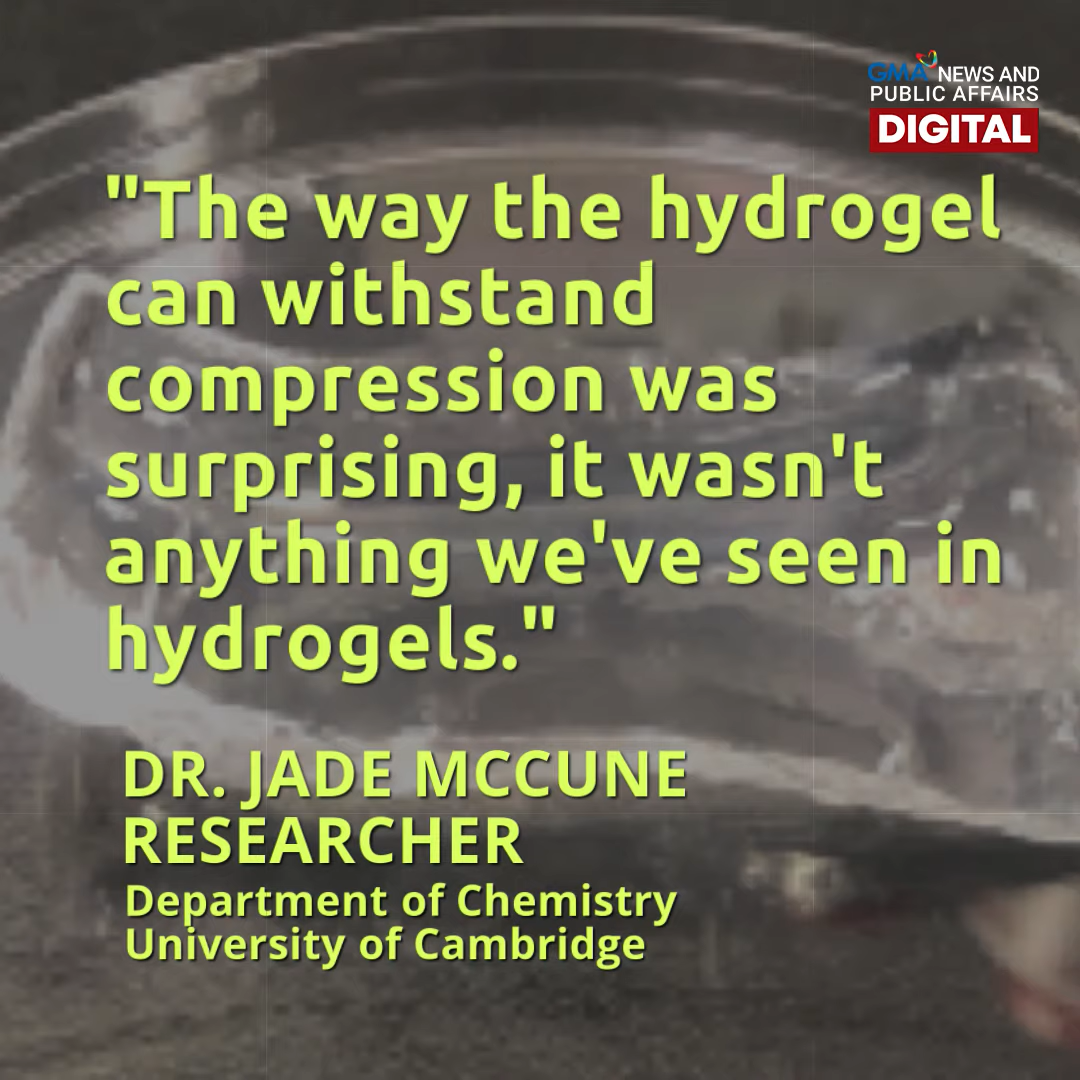 GMA NEWS AND
PUBLIC AFFAIRS
DIGITAL
"The way the hydrogel
can withstand
compression was
surprising, it wasn't
anything we've seen in
hydrogels."
DR. JADE MCCUNE
RESEARCHER
Department of Chemistry
University of Cambridge